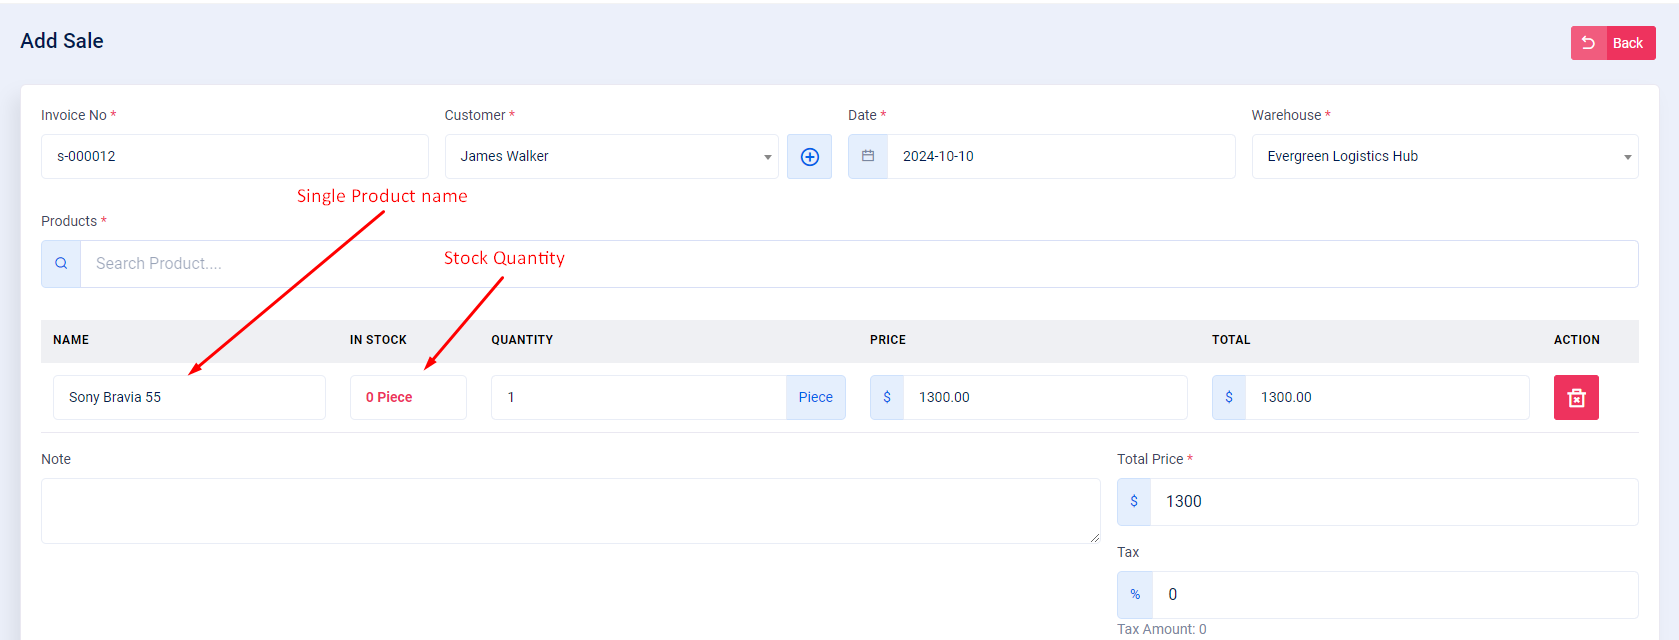 Add Sale
Back
Invoice No *
Customer *
Date *
Warehouse *
s-000012
James Walker
2024-10-10
Evergreen Logistics Hub
Single Product name
Products *
Search Product....
Stock Quantity
NAME
IN STOCK
QUANTITY
PRICE
TOTAL
ACTION
Sony Bravia 55
0 Piece
1
Piece
$
1300.00
$
1300.00
Note
Total Price *
$
1300
Tax
%
0
Tax Amount: 0